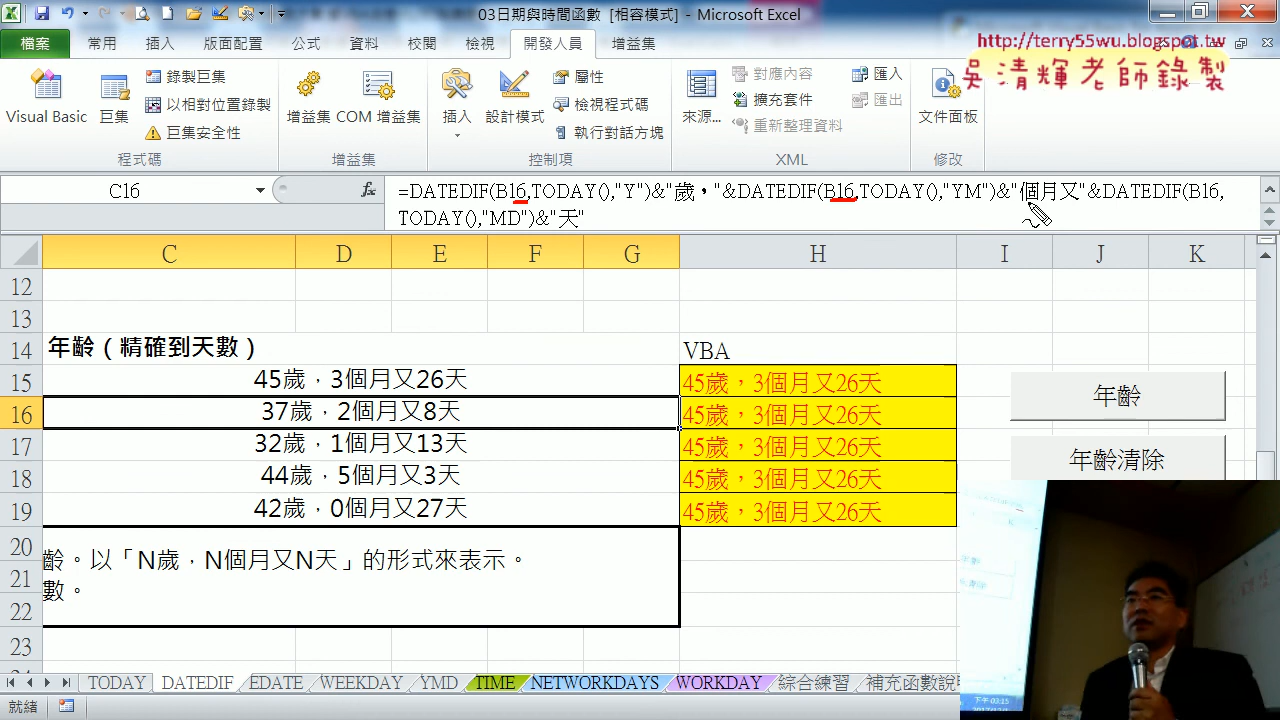 03日期與時間函數 [相容模式] - Microsoft Excel
檔案 常用 插入 版面配置 公式 資料 校閱 檢視 開發人員 增益集
http://terry55wu.blogspot.tw
吳清輝老師錄製
Visual Basic 巨集 錄製巨集 以相對位置錄製 巨集安全性
增益集 COM 增益集
插入 設計模式 屬性 檢視程式碼 執行對話方塊
來源... 對應內容 擴充套件 重新整理資料 匯入 匯出
文件面板
程式碼 增益集 控制項 XML 修改
C16 fx =DATEDIF(B16,TODAY(),"Y")&"歲，"&DATEDIF(B16,TODAY(),"YM")&"個月又"&DATEDIF(B16,
TODAY(),"MD")&"天"
C D E F G H I J K
12
13
14 年齡（精確到天數） VBA
15 45歲，3個月又26天 45歲，3個月又26天 年齡
16 37歲，2個月又8天 45歲，3個月又26天
17 32歲，1個月又13天 45歲，3個月又26天 年齡清除
18 44歲，5個月又3天 45歲，3個月又26天
19 42歲，0個月又27天 45歲，3個月又26天
20 齡。以「N歲，N個月又N天」的形式來表示。
21 數。
22
23
TODAY DATEDIF EDATE WEEKDAY YMD TIME NETWORKDAYS WORKDAY 綜合練習 補充函數說
就緒